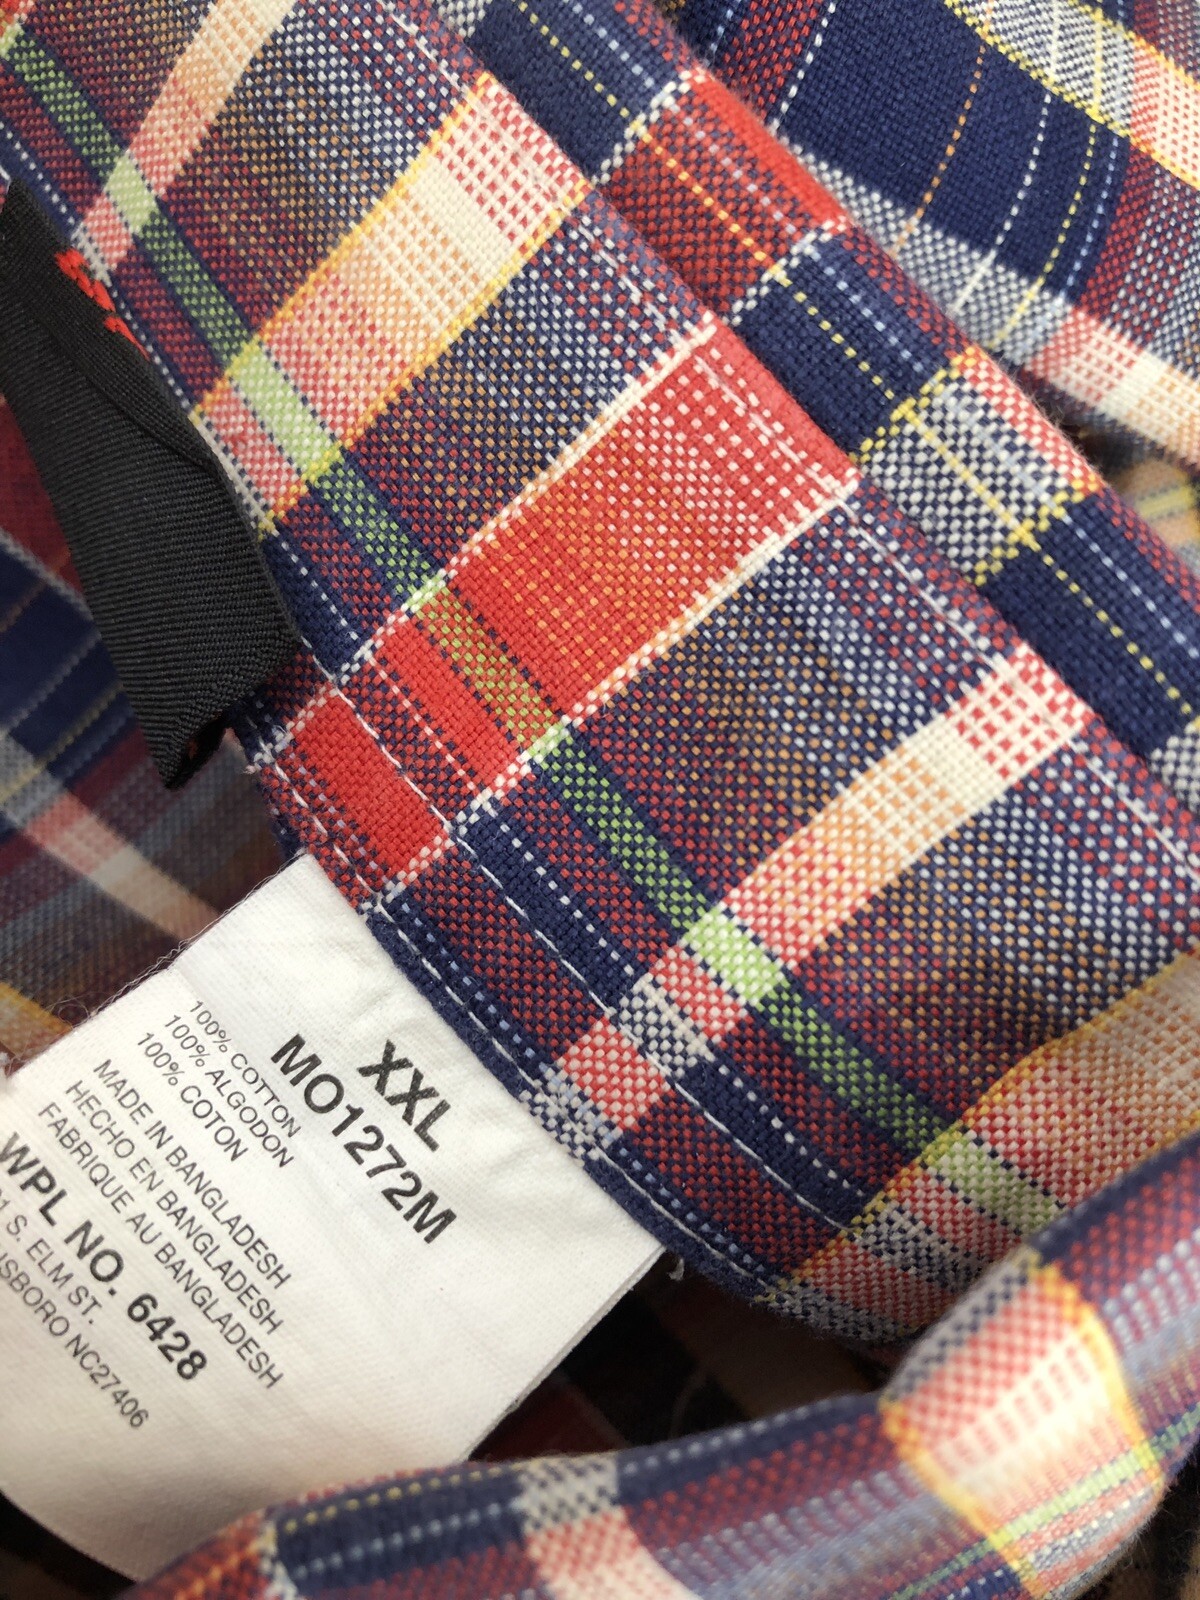 XXL
MO1272M
100% COTTON
100% ALGODON
100% COTON
MADE IN BANGLADESH
HECHO EN BANGLADESH
FABRIQUE AU BANGLADESH
WPL NO. 6428
S. ELM ST.
NC27406